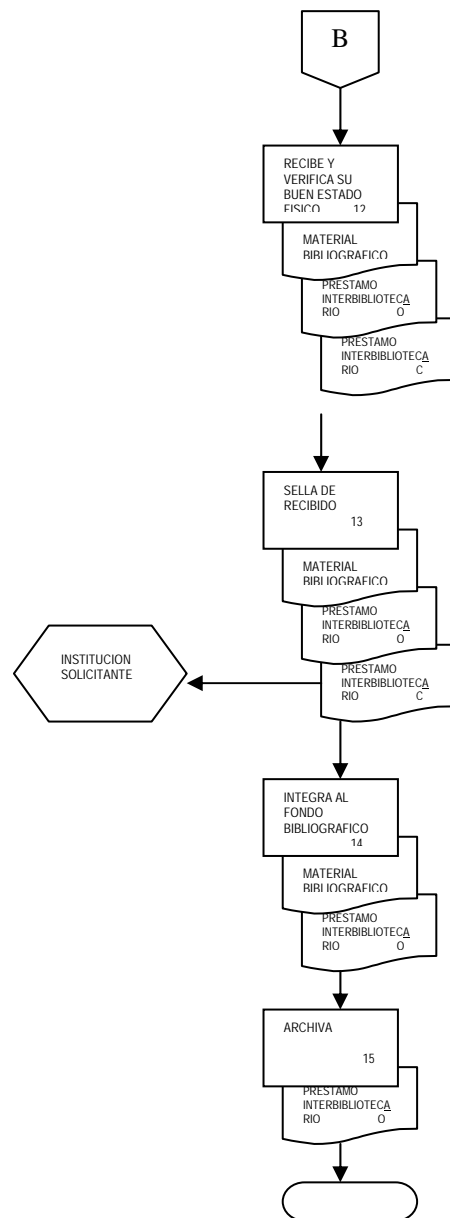 B
RECIBE Y
VERIFICA SU
BUEN ESTADO
FISICO 12
MATERIAL
BIBLIOGRAFICO
PRESTAMO
INTERBIBLIOTECA
RIO O
PRESTAMO
INTERBIBLIOTECA
RIO C
SELLA DE
RECIBIDO
13
MATERIAL
BIBLIOGRAFICO
PRESTAMO
INTERBIBLIOTECA
RIO O
INSTITUCION
SOLICITANTE
PRESTAMO
INTERBIBLIOTECA
RIO C
INTEGRA AL
FONDO
BIBLIOGRAFICO
14
MATERIAL
BIBLIOGRAFICO
PRESTAMO
INTERBIBLIOTECA
RIO O
ARCHIVA
15
PRESTAMO
INTERBIBLIOTECA
RIO O